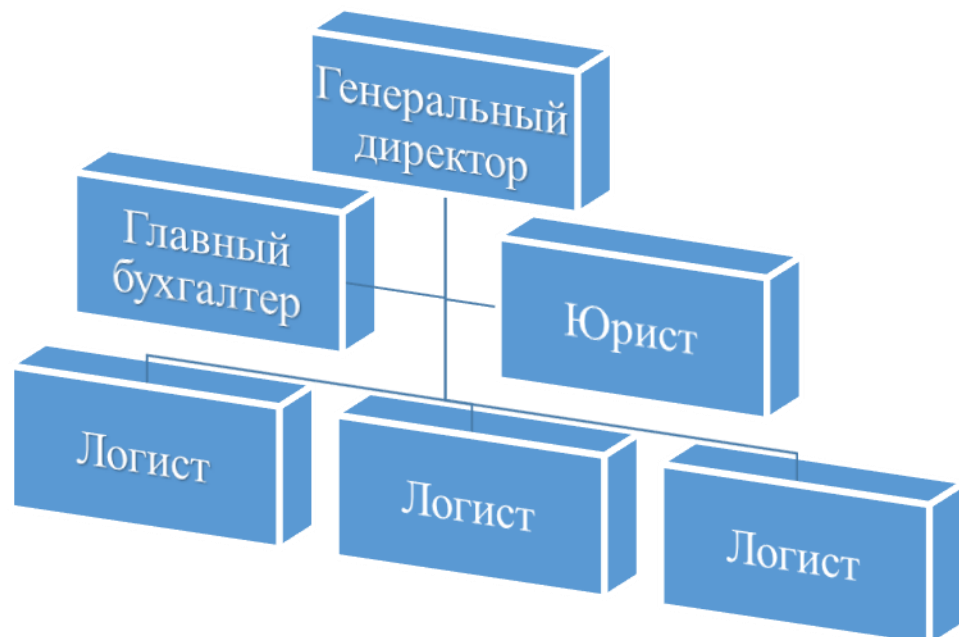 Генеральный
директор
Главный
бухгалтер
Юрист
Логист
Логист
Логист